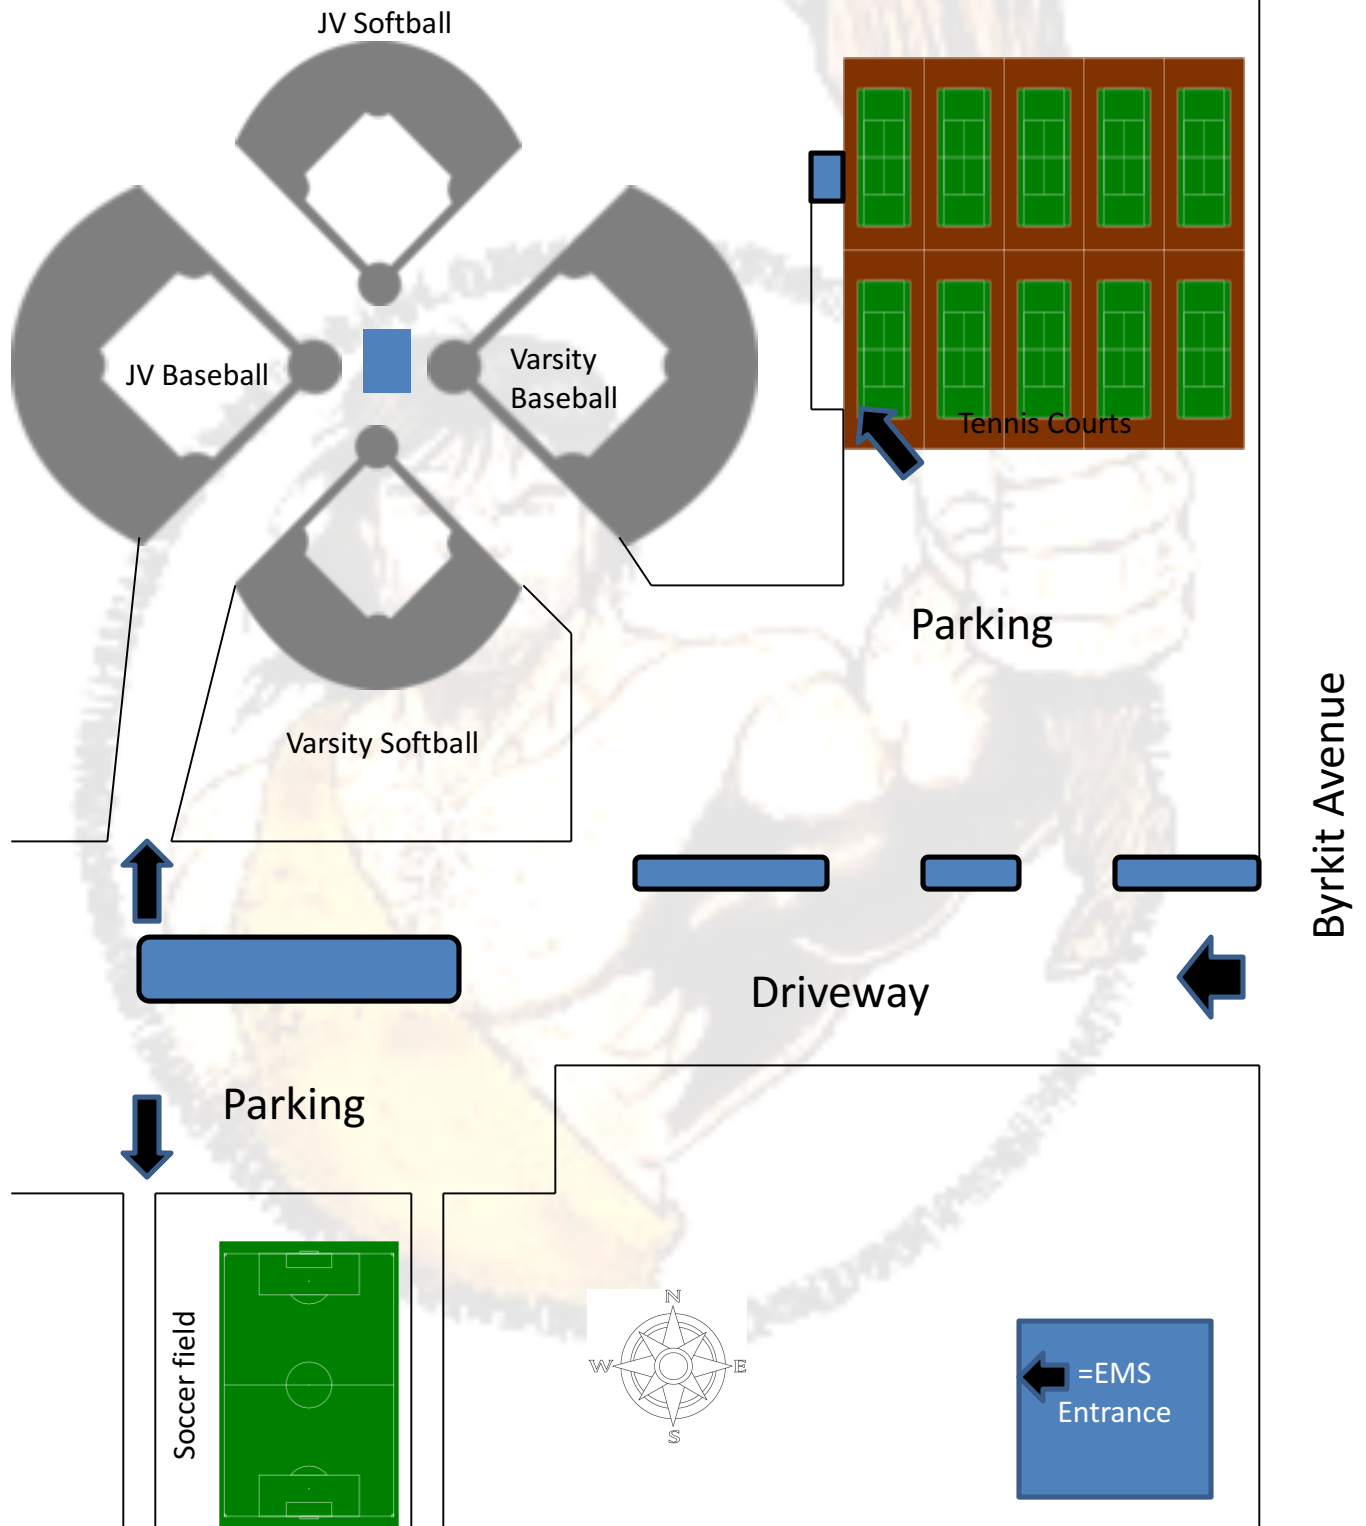 JV Softball
JV Baseball
Varsity
Baseball
Tennis Courts
Parking
Varsity Softball
Byrkit Avenue
Driveway
Parking
Soccer field
N
W
E
S
=EMS
Entrance